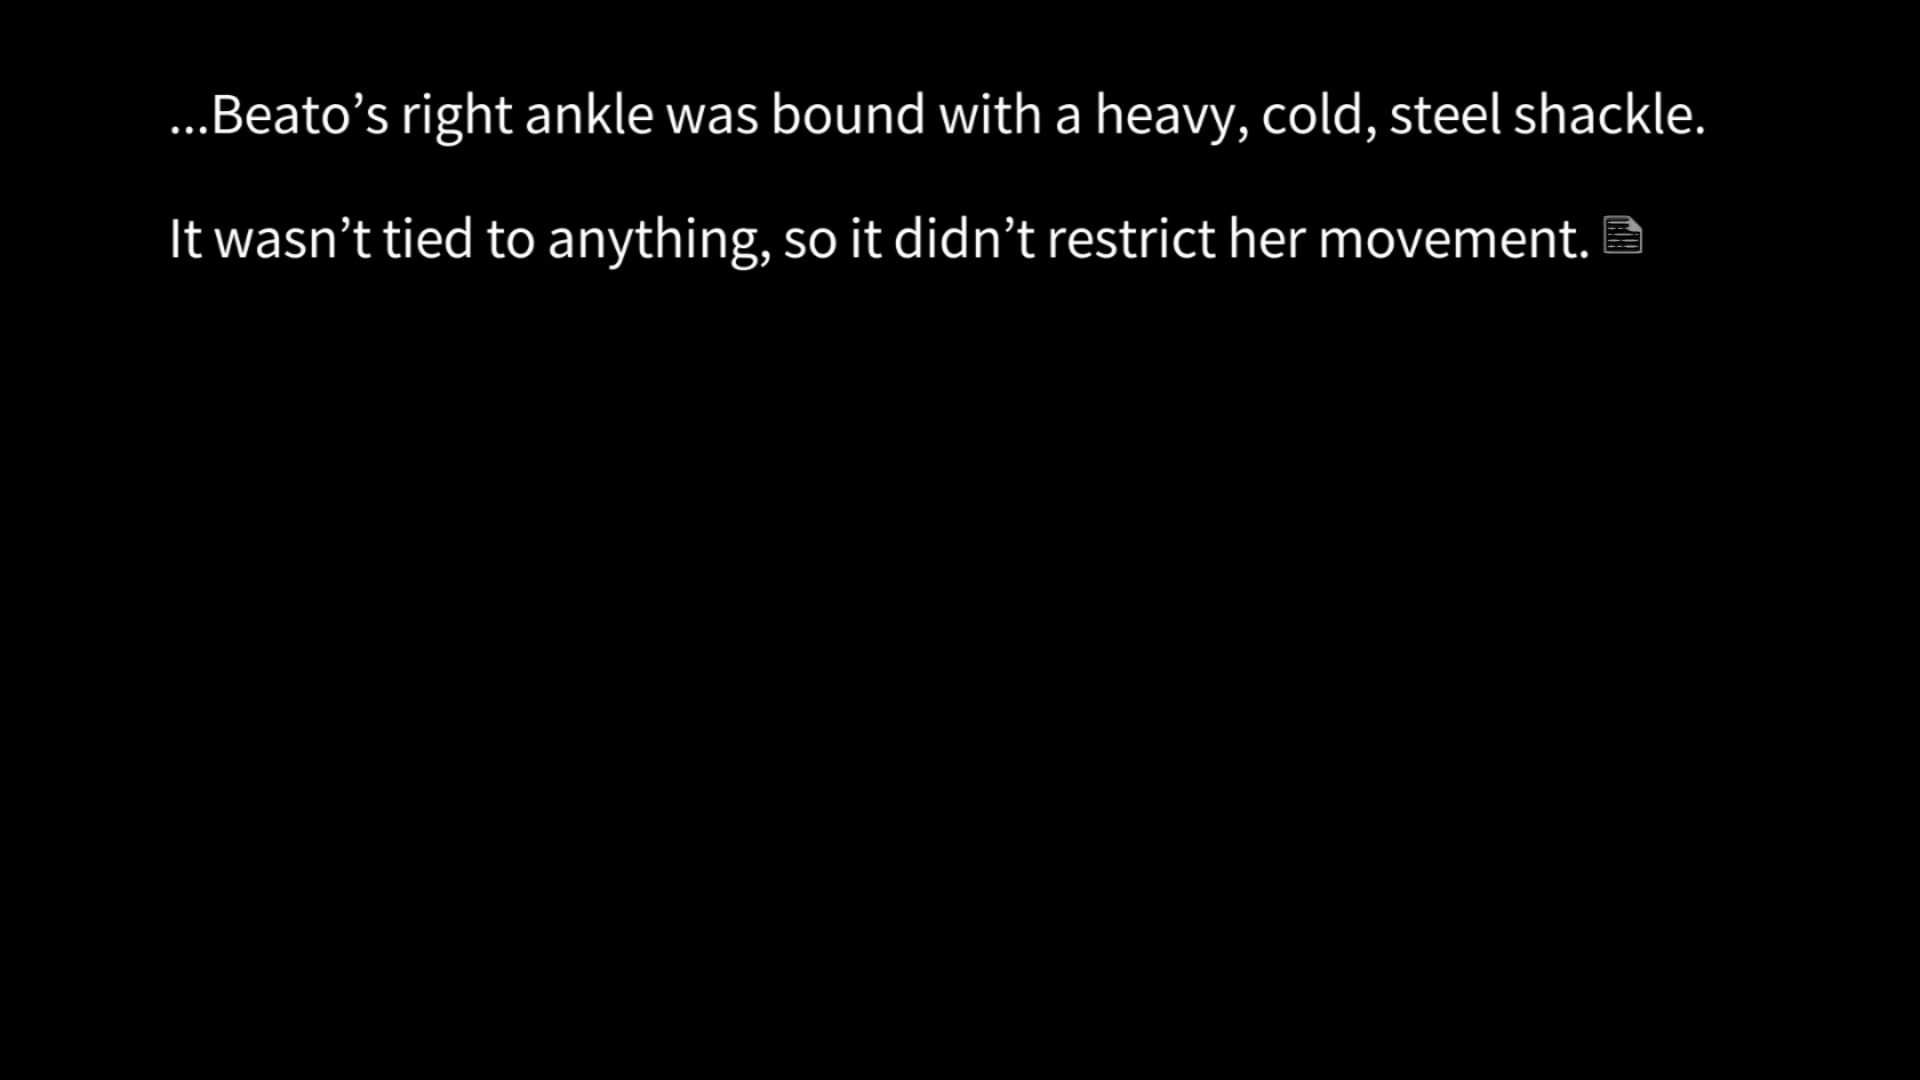 ...Beato’s right ankle was bound with a heavy, cold, steel shackle.
It wasn’t tied to anything, so it didn’t restrict her movement.